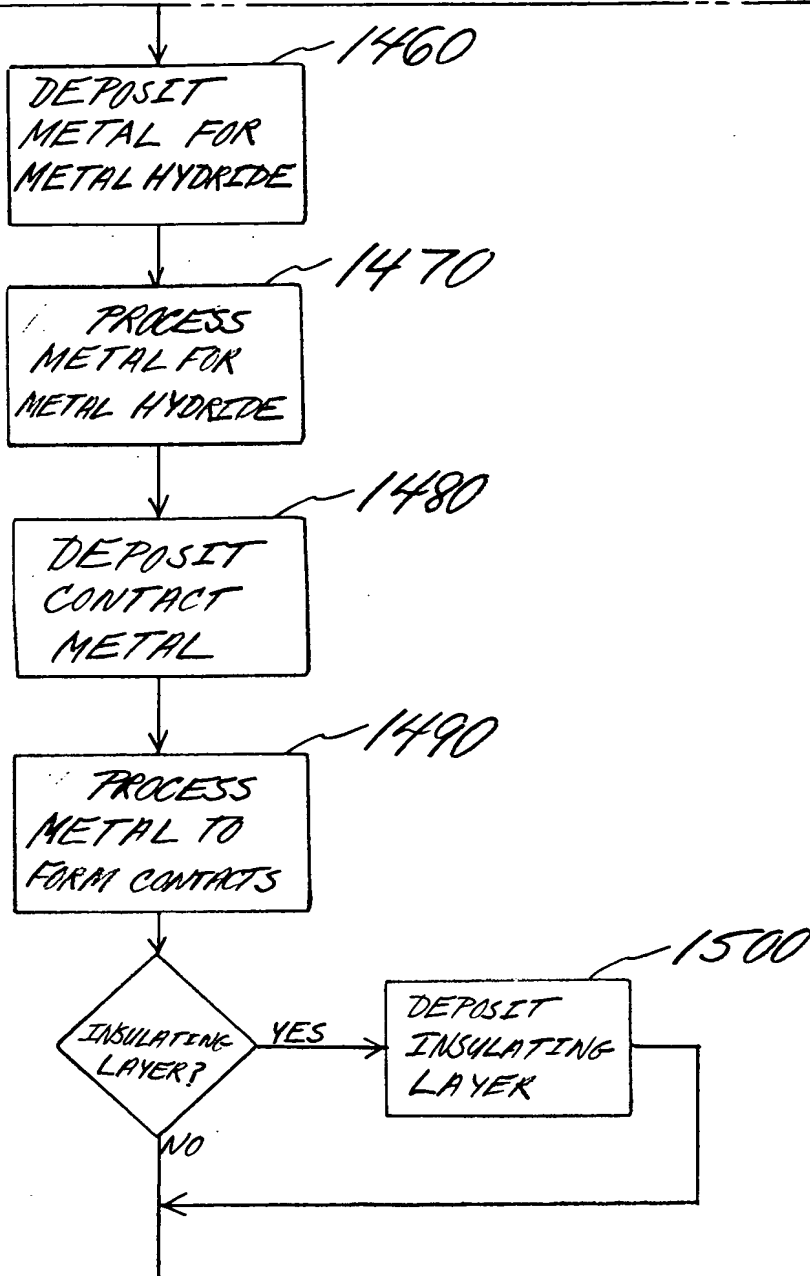 1460
DEPOSIT
METAL FOR
METAL HYDRIDE
1470
PROCESS
METAL FOR
METAL HYDRIDE
1480
DEPOSIT
CONTACT
METAL
1490
PROCESS
METAL TO
FORM CONTACTS
1500
INSULATING
LAYER?
YES
DEPOSIT
INSULATING
LAYER
NO